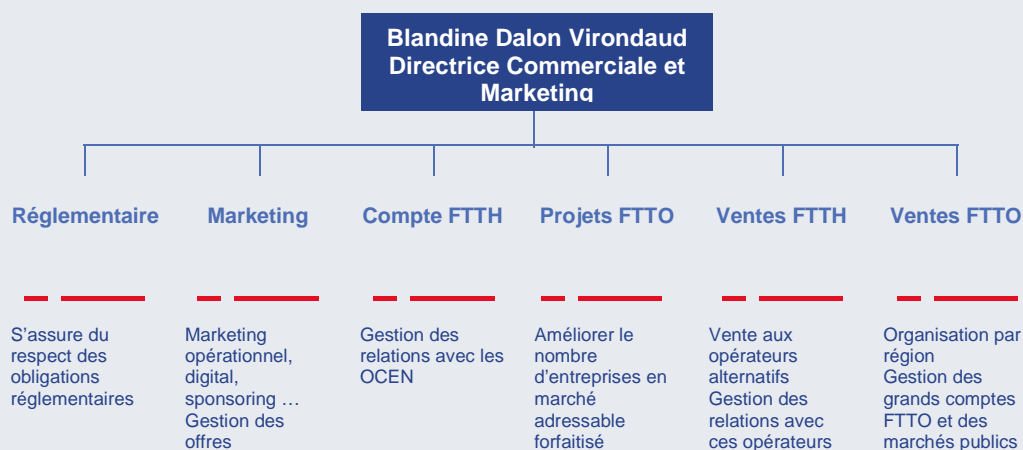 Blandine Dalon Virondaud
Directrice Commerciale et
Marketing
Réglementaire
Marketing
Compte FTTH
Projets FTTO
Ventes FTTH
Ventes FTTO
S’assure du
respect des
obligations
réglementaires
Marketing
opérationnel,
digital,
sponsoring …
Gestion des
offres
Gestion des
relations avec les
OCEN
Améliorer le
nombre
d’entreprises en
marché
adressable
forfaitisé
Vente aux
opérateurs
alternatifs
Gestion des
relations avec
ces opérateurs
Organisation par
région
Gestion des
grands comptes
FTTO et des
marchés publics